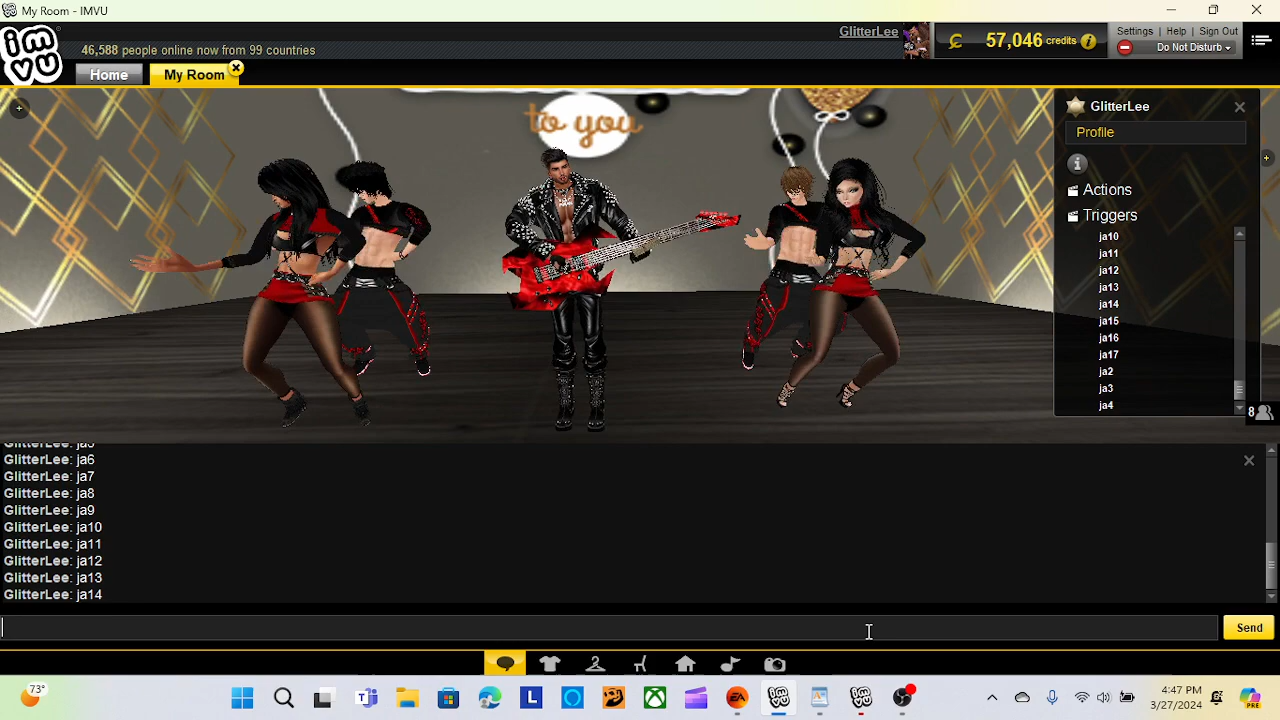 My Room - IMVU
imvu
46,588 people online now from 99 countries
GlitterLee
57,046 credits
Settings | Help | Sign Out
Do Not Disturb
Home
My Room
to you
GlitterLee
Profile
Actions
Triggers
ja10
ja11
ja12
ja13
ja14
ja15
ja16
ja17
ja2
ja3
ja4
8
GlitterLee: ja6
GlitterLee: ja7
GlitterLee: ja8
GlitterLee: ja9
GlitterLee: ja10
GlitterLee: ja11
GlitterLee: ja12
GlitterLee: ja13
GlitterLee: ja14
Send
73°
4:47 PM
3/27/2024